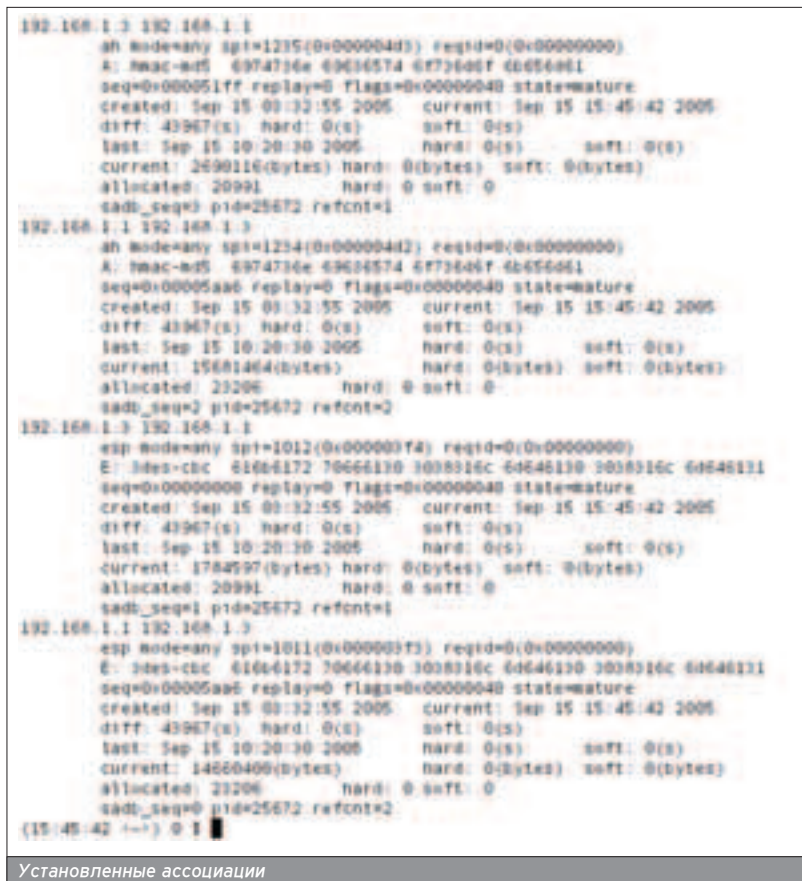 192.168.1.3 192.168.1.1
ah mode=any spi=1235(0x000004d3) reqid=0(0x00000000)
A: hmac-md5 6974736e 69636574 6f736d6f 6b656d61
seq=0x000051ff replay=0 flags=0x00000040 state=mature
created: Sep 15 03:32:55 2005 current: Sep 15 15:45:42 2005
diff: 43967(s) hard: 0(s) soft: 0(s)
last: Sep 15 10:20:30 2005 hard: 0(s) soft: 0(s)
current: 2690116(bytes) hard: 0(bytes) soft: 0(bytes)
allocated: 20991 hard: 0 soft: 0
sadb_seq=3 pid=25672 refcnt=1
192.168.1.1 192.168.1.3
ah mode=any spi=1234(0x000004d2) reqid=0(0x00000000)
A: hmac-md5 6974736e 69636574 6f736d6f 6b656d61
seq=0x00005aa6 replay=0 flags=0x00000040 state=mature
created: Sep 15 03:32:55 2005 current: Sep 15 15:45:42 2005
diff: 43967(s) hard: 0(s) soft: 0(s)
last: Sep 15 10:20:30 2005 hard: 0(s) soft: 0(s)
current: 15681464(bytes) hard: 0(bytes) soft: 0(bytes)
allocated: 23206 hard: 0 soft: 0
sadb_seq=2 pid=25672 refcnt=2
192.168.1.3 192.168.1.1
esp mode=any spi=1012(0x000003f4) reqid=0(0x00000000)
E: 3des-cbc 616b6172 70666130 3038316c 6d646130 3038316c 6d646131
seq=0x00000000 replay=0 flags=0x00000040 state=mature
created: Sep 15 03:32:55 2005 current: Sep 15 15:45:42 2005
diff: 43967(s) hard: 0(s) soft: 0(s)
last: Sep 15 10:20:30 2005 hard: 0(s) soft: 0(s)
current: 1784597(bytes) hard: 0(bytes) soft: 0(bytes)
allocated: 20991 hard: 0 soft: 0
sadb_seq=1 pid=25672 refcnt=1
192.168.1.1 192.168.1.3
esp mode=any spi=1011(0x000003f3) reqid=0(0x00000000)
E: 3des-cbc 616b6172 70666130 3038316c 6d646130 3038316c 6d646131
seq=0x00005aa6 replay=0 flags=0x00000040 state=mature
created: Sep 15 03:32:55 2005 current: Sep 15 15:45:42 2005
diff: 43967(s) hard: 0(s) soft: 0(s)
last: Sep 15 10:20:30 2005 hard: 0(s) soft: 0(s)
current: 14660400(bytes) hard: 0(bytes) soft: 0(bytes)
allocated: 23206 hard: 0 soft: 0
sadb_seq=0 pid=25672 refcnt=2
(15:45:42 0 $
Установленные ассоциации